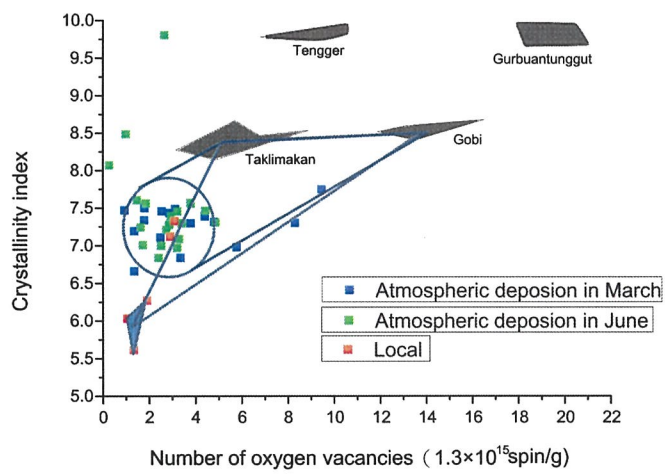 10.0
9.5
9.0
8.5
8.0
7.5
7.0
6.5
6.0
5.5
5.0
Crystallinity index
Tengger
Gurbuantunggut
Taklimakan
Gobi
Atmospheric deposion in March
Atmospheric deposion in June
Local
0 2 4 6 8 10 12 14 16 18 20 22
Number of oxygen vacancies（1.3×10¹⁵spin/g）